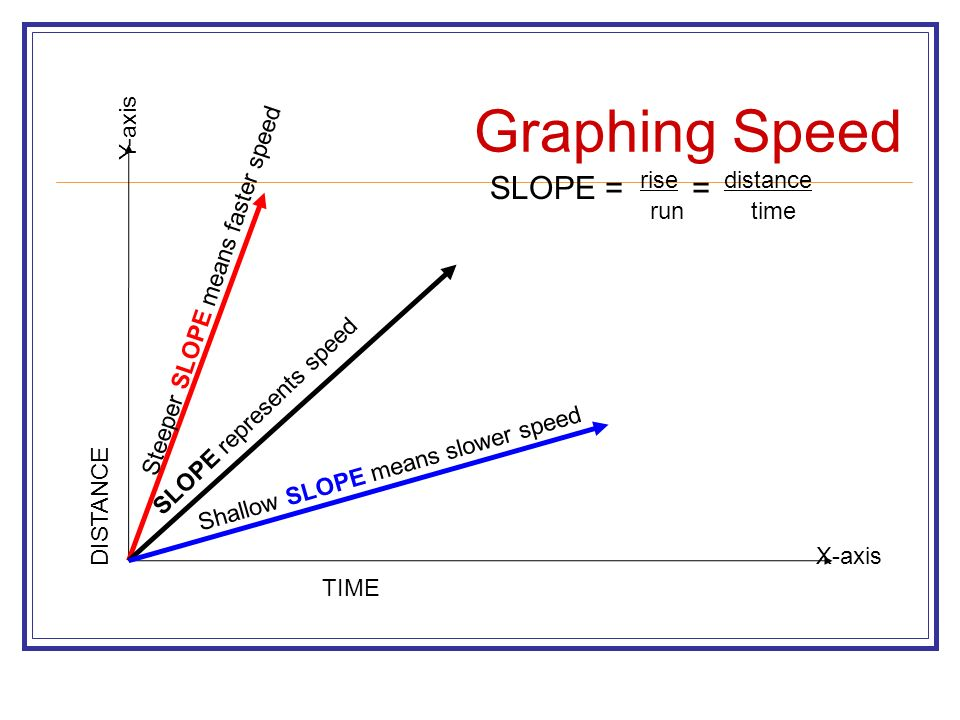 Graphing Speed
SLOPE = rise = distance
run time
Y-axis
Steeper SLOPE means faster speed
SLOPE represents speed
Shallow SLOPE means slower speed
DISTANCE
X-axis
TIME